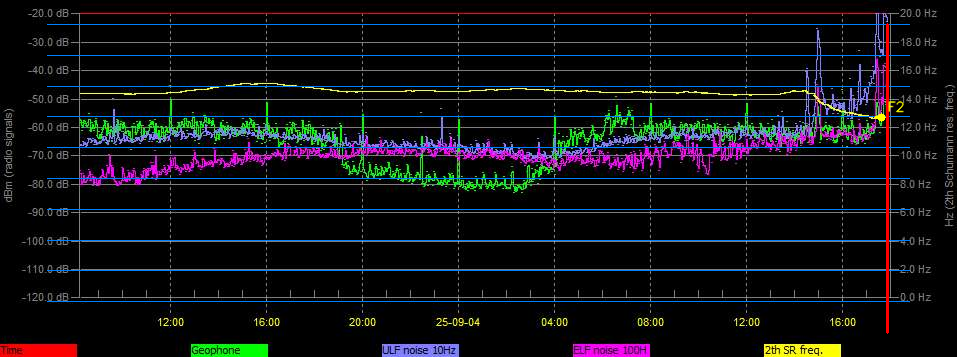 -20.0 dB 20.0 Hz
-30.0 dB 18.0 Hz
-40.0 dB 16.0 Hz
-50.0 dB 14.0 Hz
F2
-60.0 dB 12.0 Hz
-70.0 dB 10.0 Hz
-80.0 dB 8.0 Hz
-90.0 dB 6.0 Hz
-100.0 dB 4.0 Hz
-110.0 dB 2.0 Hz
-120.0 dB 0.0 Hz
dBm (radio signals)
Hz (2th Schumann res. freq.)
12:00 16:00 20:00 25-09-04 04:00 08:00 12:00 16:00
Time Geophone ULF noise 10Hz ELF noise 100H 2th SR freq.